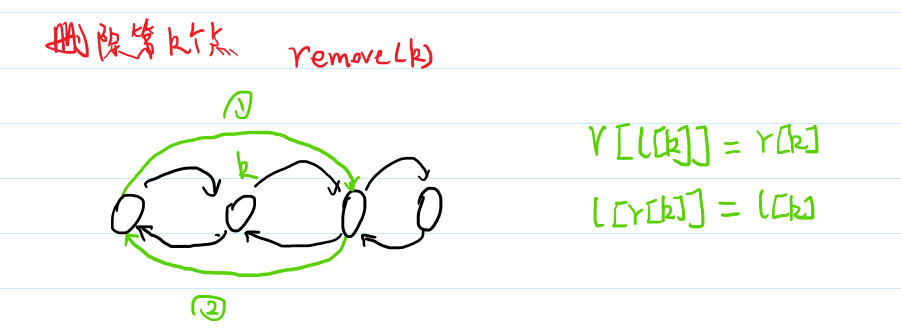 删除第k个点
remove(k)
①
k
r[l[k]] = r[k]
l[r[k]] = l[k]
②